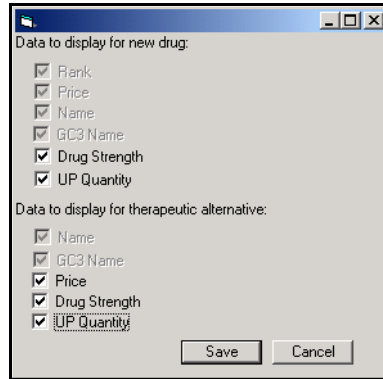 Data to display for new drug:
Rank
Price
Name
GC3 Name
Drug Strength
UP Quantity
Data to display for therapeutic alternative:
Name
GC3 Name
Price
Drug Strength
UP Quantity
Save Cancel